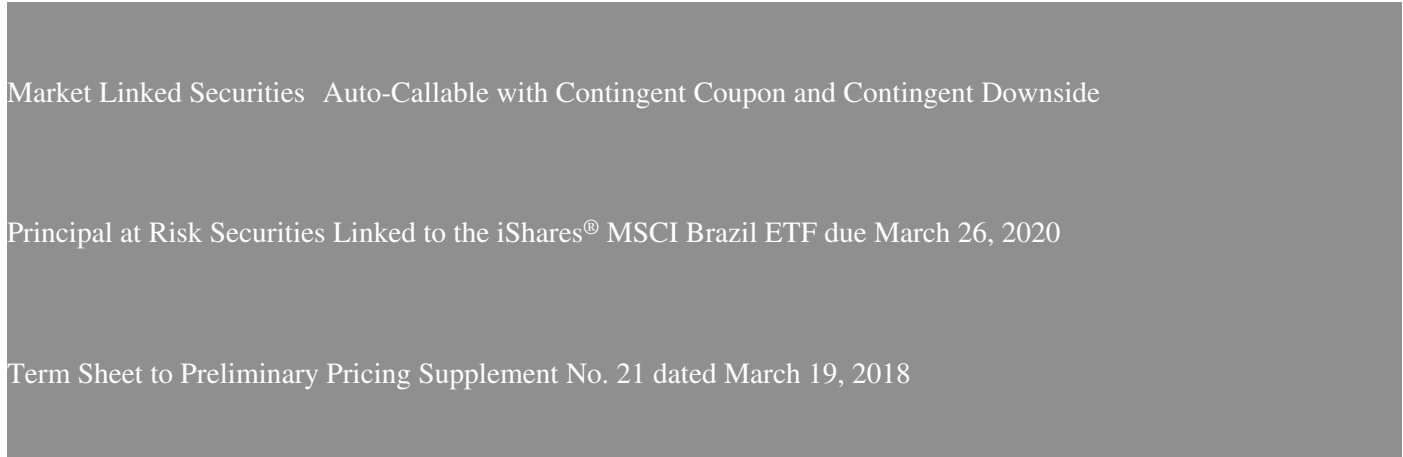 Market Linked Securities Auto-Callable with Contingent Coupon and Contingent Downside
Principal at Risk Securities Linked to the iShares® MSCI Brazil ETF due March 26, 2020
Term Sheet to Preliminary Pricing Supplement No. 21 dated March 19, 2018